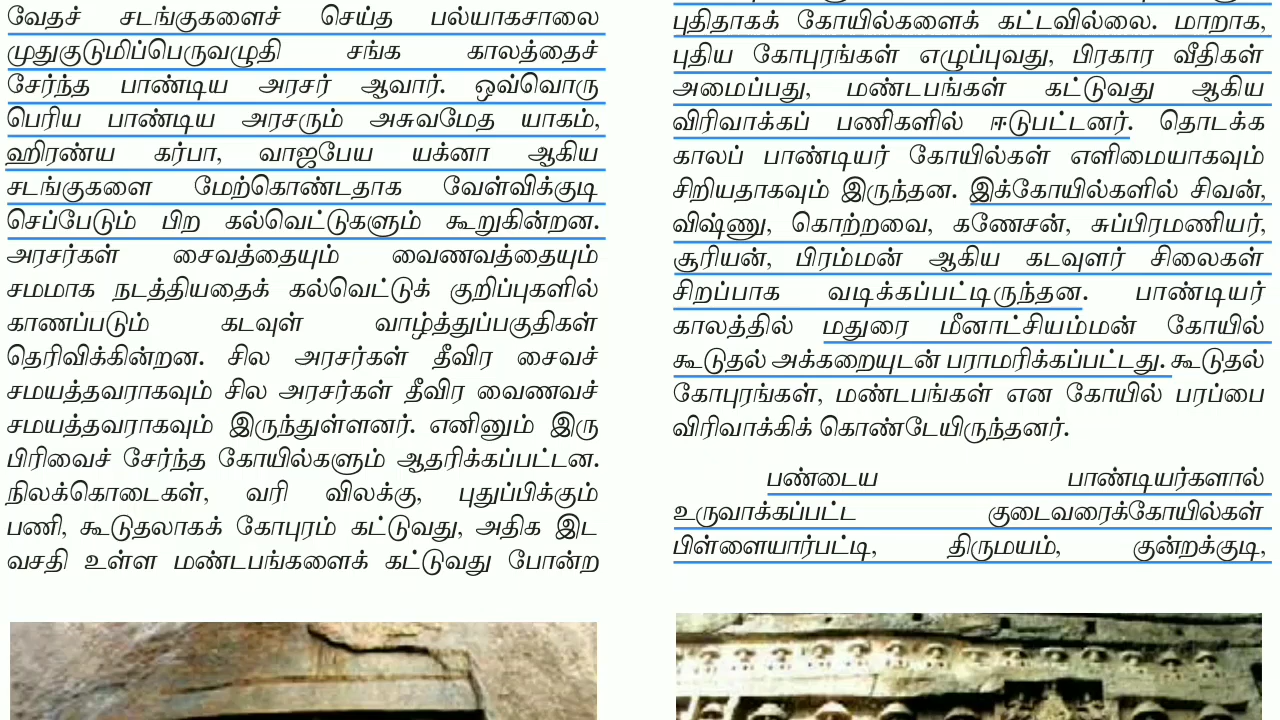 வேதச் சடங்குகளைச் செய்த பல்யாகசாலை
முதுகுடுமிப்பெருவழுதி சங்க காலத்தைச்
சேர்ந்த பாண்டிய அரசர் ஆவார். ஒவ்வொரு
பெரிய பாண்டிய அரசரும் அசுவமேத யாகம்,
ஹிரண்ய கர்பா, வாஜபேய யக்னா ஆகிய
சடங்குகளை மேற்கொண்டதாக வேள்விக்குடி
செப்பேடும் பிற கல்வெட்டுகளும் கூறுகின்றன.
அரசர்கள் சைவத்தையும் வைணவத்தையும்
சமமாக நடத்தியதைக் கல்வெட்டுக் குறிப்புகளில்
காணப்படும் கடவுள் வாழ்த்துப்பகுதிகள்
தெரிவிக்கின்றன. சில அரசர்கள் தீவிர சைவச்
சமயத்தவராகவும் சில அரசர்கள் தீவிர வைணவச்
சமயத்தவராகவும் இருந்துள்ளனர். எனினும் இரு
பிரிவைச் சேர்ந்த கோயில்களும் ஆதரிக்கப்பட்டன.
நிலக்கொடைகள், வரி விலக்கு, புதுப்பிக்கும்
பணி, கூடுதலாகக் கோபுரம் கட்டுவது, அதிக இட
வசதி உள்ள மண்டபங்களைக் கட்டுவது போன்ற
புதிதாகக் கோயில்களைக் கட்டவில்லை. மாறாக,
புதிய கோபுரங்கள் எழுப்புவது, பிரகார வீதிகள்
அமைப்பது, மண்டபங்கள் கட்டுவது ஆகிய
விரிவாக்கப் பணிகளில் ஈடுபட்டனர். தொடக்க
காலப் பாண்டியர் கோயில்கள் எளிமையாகவும்
சிறியதாகவும் இருந்தன. இக்கோயில்களில் சிவன்,
விஷ்ணு, கொற்றவை, கணேசன், சுப்பிரமணியர்,
சூரியன், பிரம்மன் ஆகிய கடவுளர் சிலைகள்
சிறப்பாக வடிக்கப்பட்டிருந்தன. பாண்டியர்
காலத்தில் மதுரை மீனாட்சியம்மன் கோயில்
கூடுதல் அக்கறையுடன் பராமரிக்கப்பட்டது. கூடுதல்
கோபுரங்கள், மண்டபங்கள் என கோயில் பரப்பை
விரிவாக்கிக் கொண்டேயிருந்தனர்.
பண்டைய பாண்டியர்களால்
உருவாக்கப்பட்ட குடைவரைக்கோயில்கள்
பிள்ளையார்பட்டி, திருமயம், குன்றக்குடி,